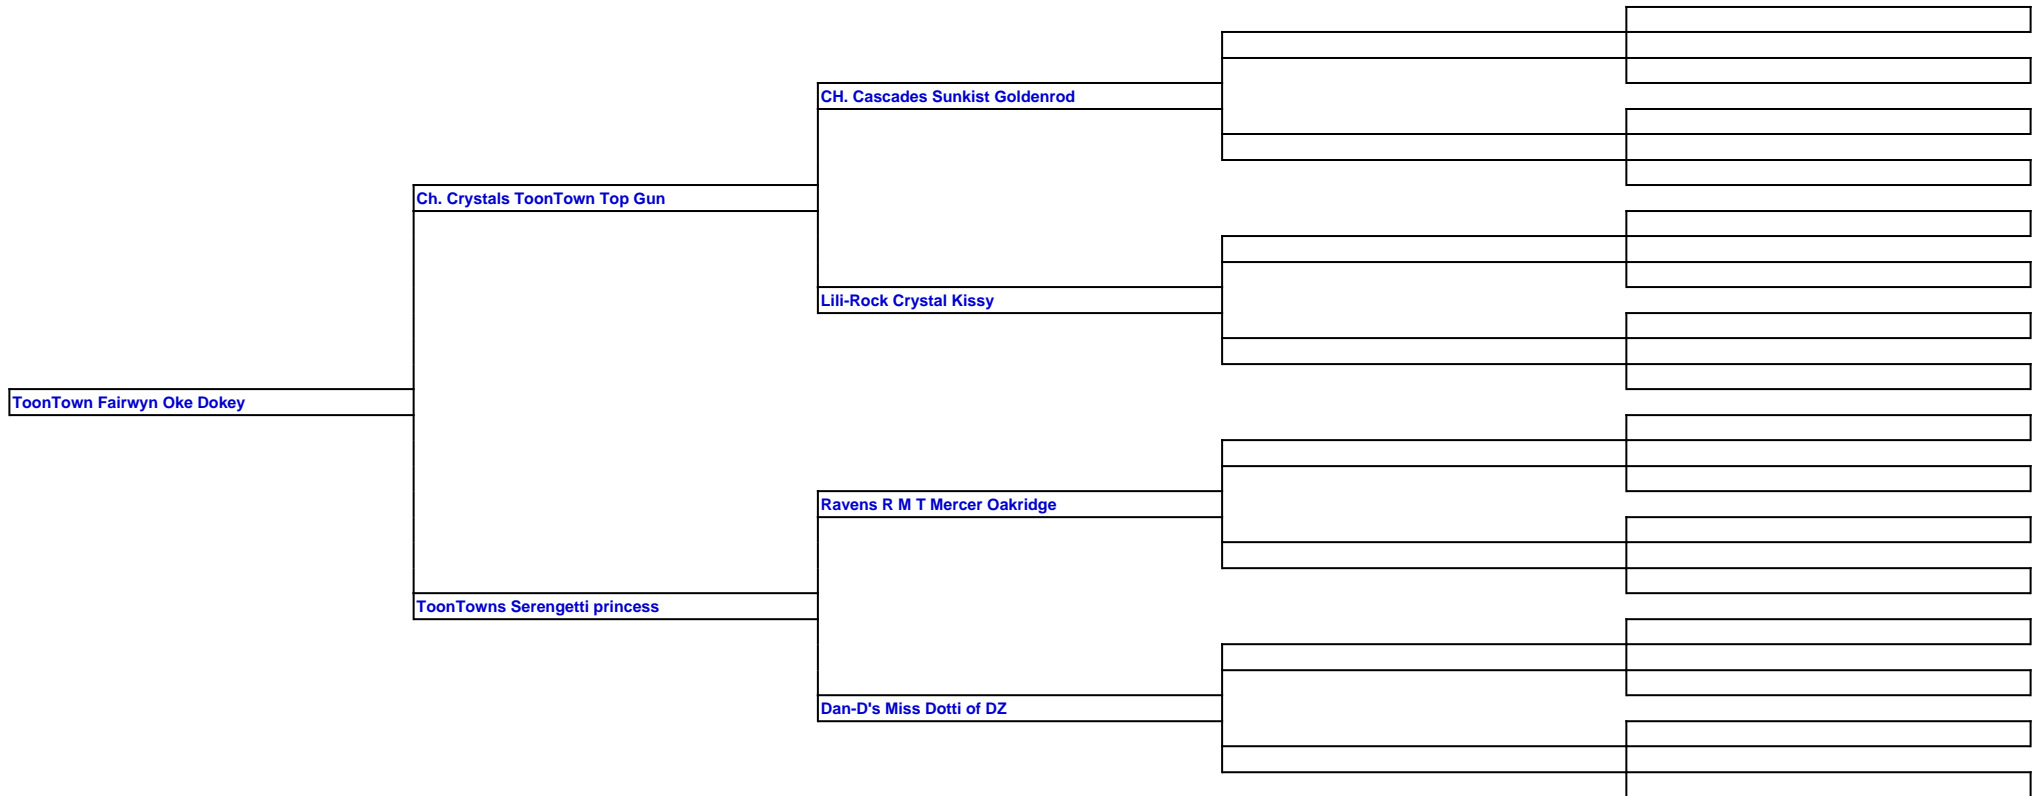 CH. Cascades Sunkist Goldenrod
Ch. Crystals ToonTown Top Gun
Lili-Rock Crystal Kissy
ToonTown Fairwyn Oke Dokey
Ravens R M T Mercer Oakridge
ToonTowns Serengetti princess
Dan-D's Miss Dotti of DZ